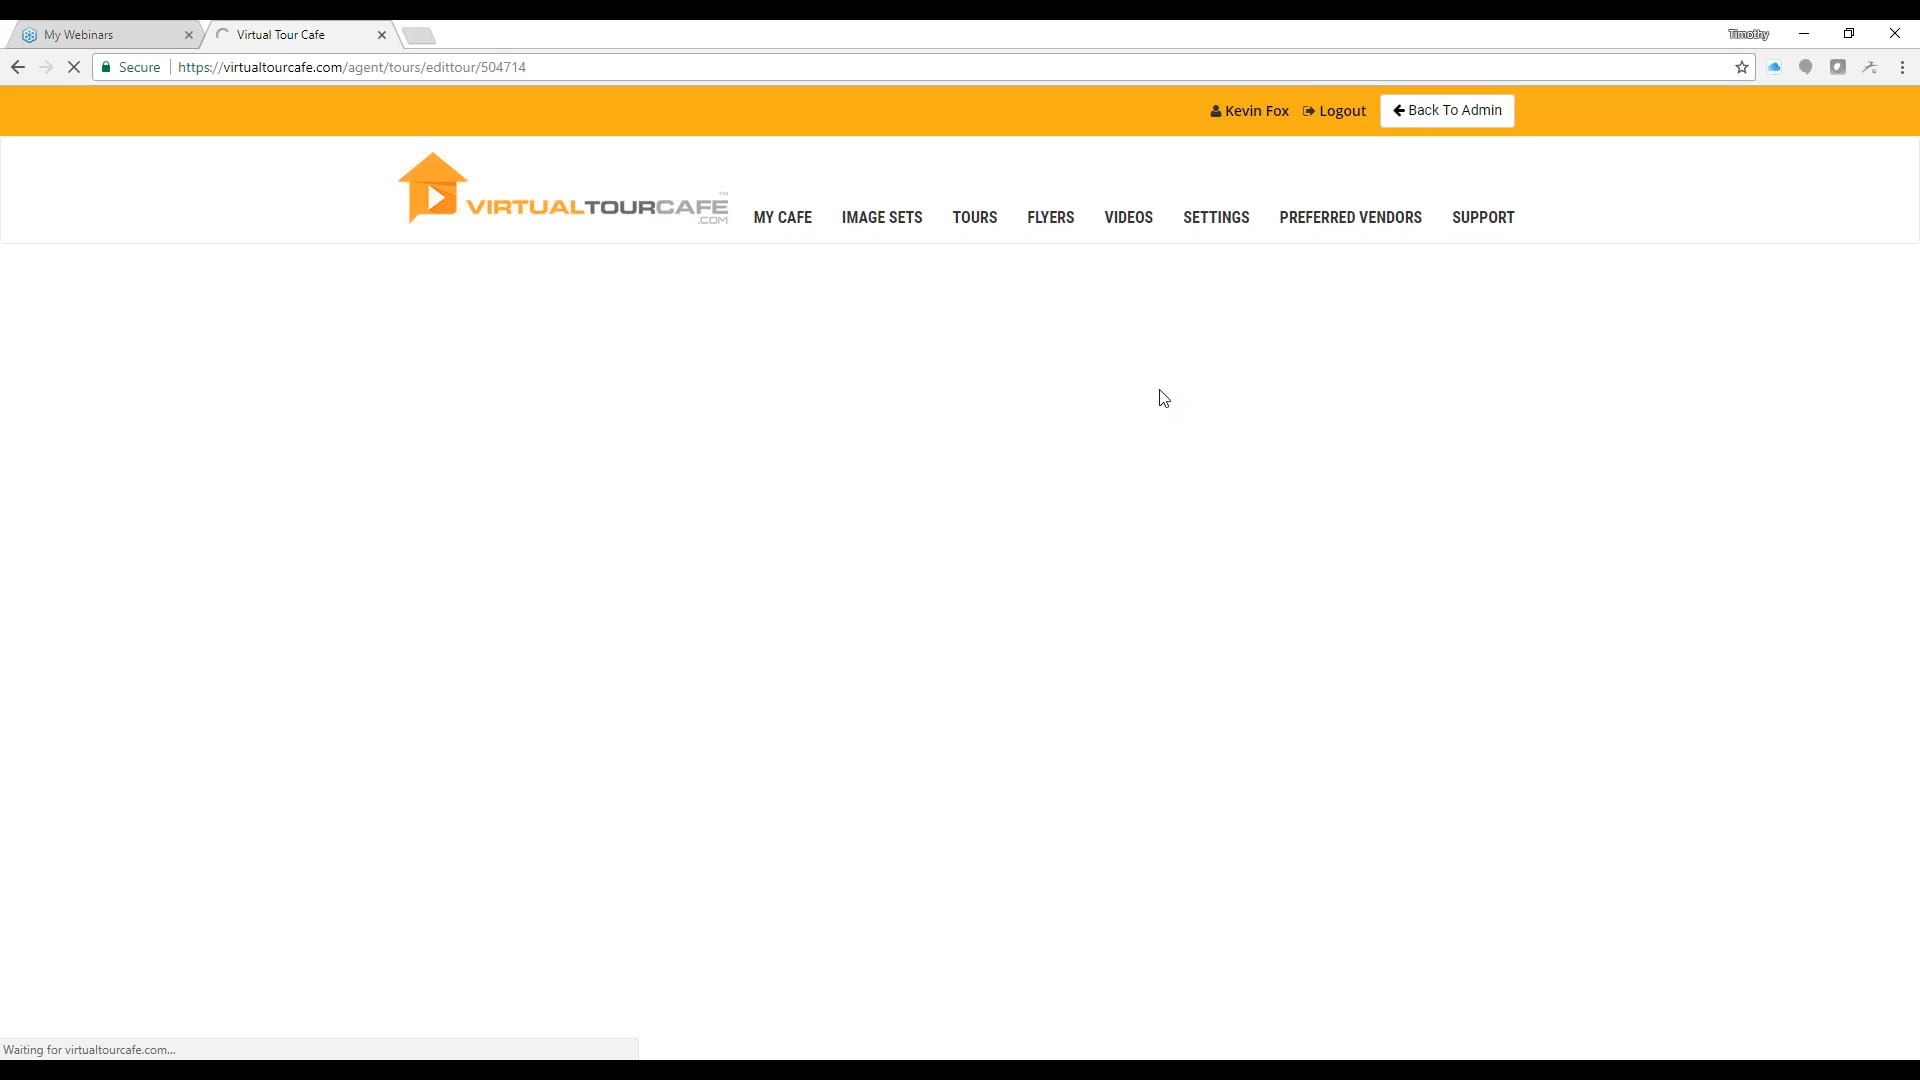 My Webinars
Virtual Tour Cafe
Timothy
Secure
https://virtualtourcafe.com/agent/tours/edittour/504714
Kevin Fox
Logout
Back To Admin
VIRTUALTOURCAFE™
.COM
MY CAFE
IMAGE SETS
TOURS
FLYERS
VIDEOS
SETTINGS
PREFERRED VENDORS
SUPPORT
Waiting for virtualtourcafe.com...